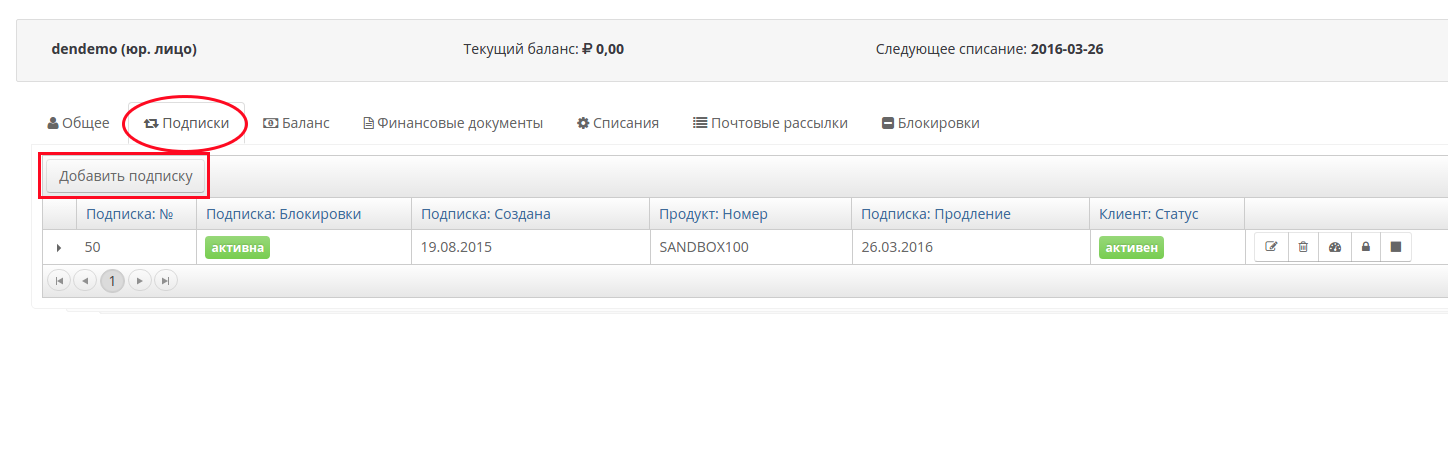 dendemo (юр. лицо) Текущий баланс: ₽ 0,00 Следующее списание: 2016-03-26
Общее Подписки Баланс Финансовые документы Списания Почтовые рассылки Блокировки
Добавить подписку
Подписка: № Подписка: Блокировки Подписка: Создана Продукт: Номер Подписка: Продление Клиент: Статус
50 активна 19.08.2015 SANDBOX100 26.03.2016 активен
1